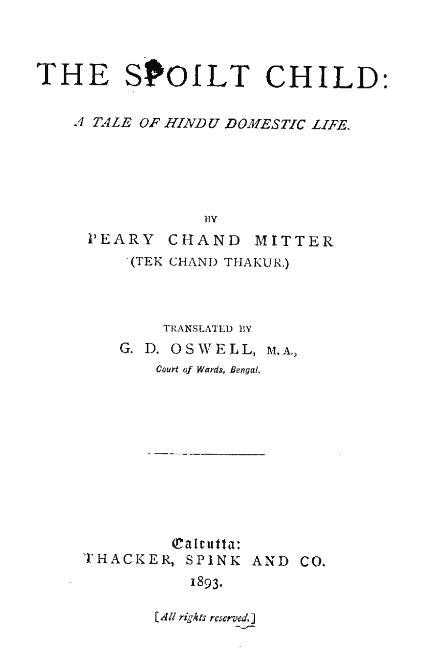 THE SPOILT CHILD:
A TALE OF HINDU DOMESTIC LIFE.
BY
PEARY CHAND MITTER
(TEK CHAND THAKUR.)
TRANSLATED BY
G. D. OSWELL, M. A.,
Court of Wards, Bengal.
Calcutta:
THACKER, SPINK AND CO.
1893.
[All rights reserved.]